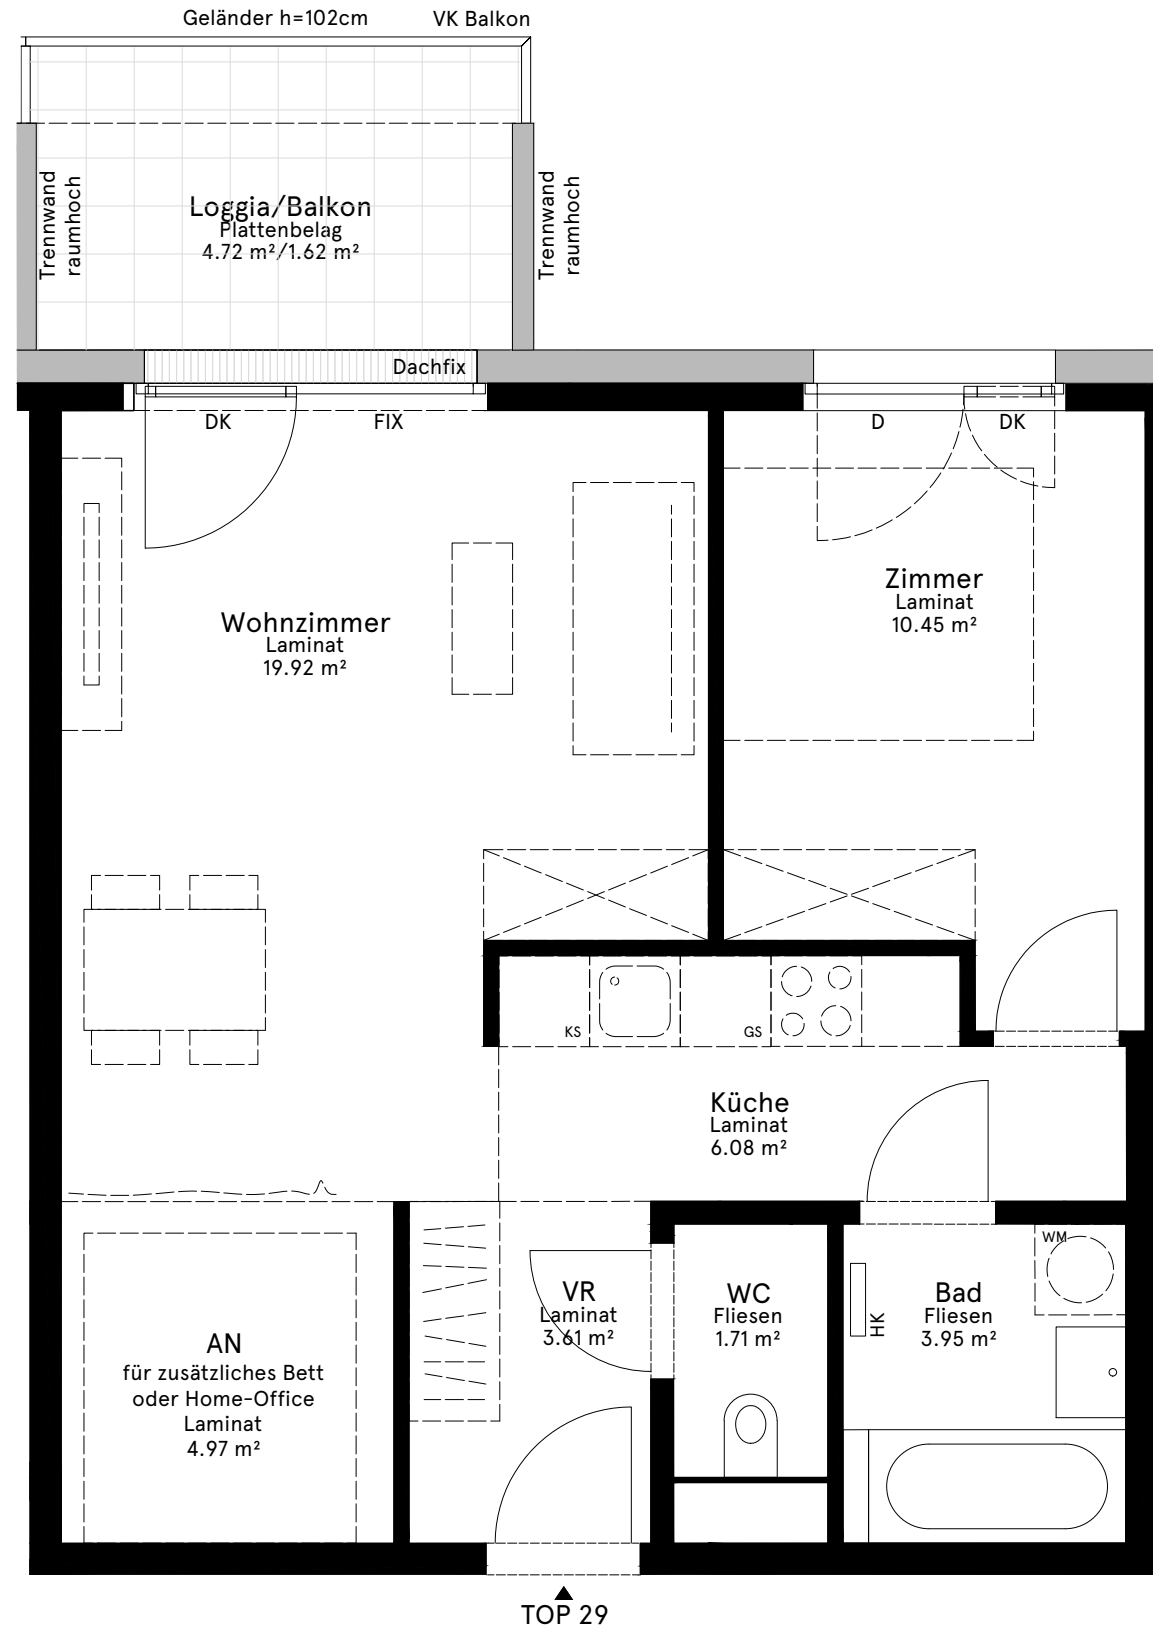 Geländer h=102cm
VK Balkon
Trennwand
raumhoch
Loggia/Balkon
Plattenbelag
4.72 m²/1.62 m²
Trennwand
raumhoch
Dachfix
DK
FIX
D
DK
Wohnzimmer
Laminat
19.92 m²
Zimmer
Laminat
10.45 m²
KS
GS
Küche
Laminat
6.08 m²
AN
für zusätzliches Bett
oder Home-Office
Laminat
4.97 m²
VR
Laminat
3.61 m²
WC
Fliesen
1.71 m²
HK
Bad
Fliesen
3.95 m²
WM
TOP 29